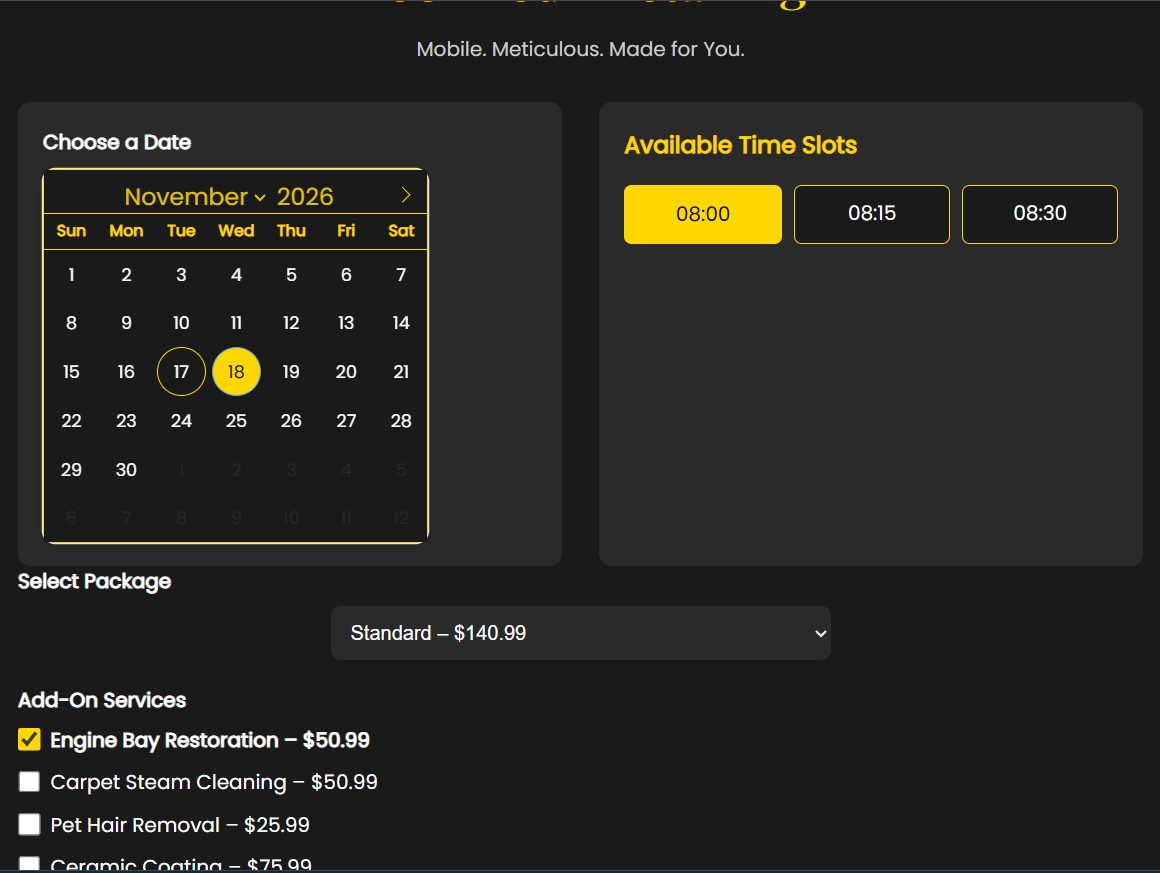 Mobile. Meticulous. Made for You.
Choose a Date
November 2026
Sun Mon Tue Wed Thu Fri Sat
1 2 3 4 5 6 7
8 9 10 11 12 13 14
15 16 17 18 19 20 21
22 23 24 25 26 27 28
29 30 1 2 3 4 5
6 7 8 9 10 11 12
Available Time Slots
08:00 08:15 08:30
Select Package
Standard – $140.99
Add-On Services
Engine Bay Restoration – $50.99
Carpet Steam Cleaning – $50.99
Pet Hair Removal – $25.99
Ceramic Coating – $75.99